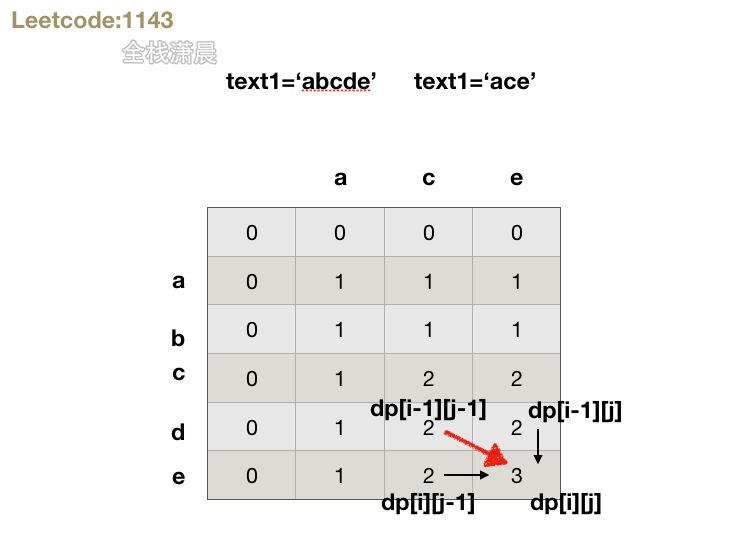 Leetcode:1143
全栈潇晨
text1=‘abcde’ text1=‘ace’
a c e
0 0 0 0
a 0 1 1 1
b 0 1 1 1
c 0 1 2 2
dp[i-1][j-1] dp[i-1][j]
d 0 1 2 2
e 0 1 2 3
dp[i][j-1] dp[i][j]